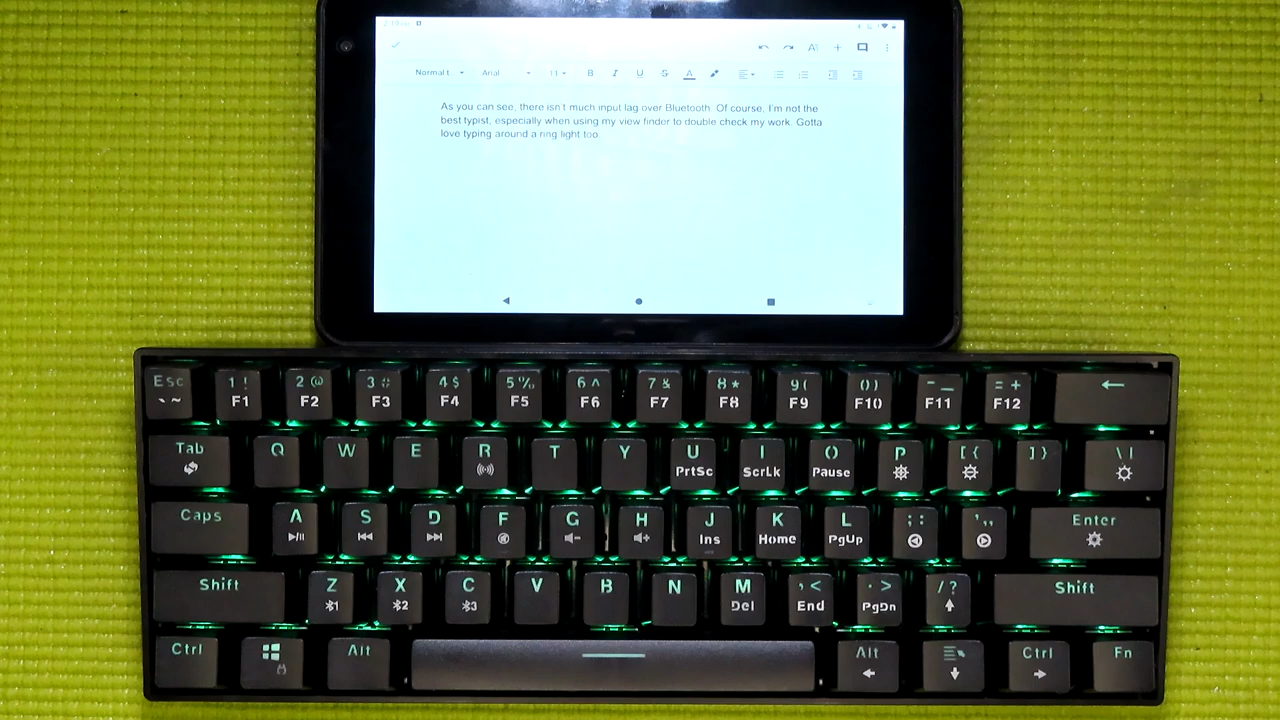 Normal t Arial 11 B I U S A
As you can see, there isn't much input lag over Bluetooth. Of course, I'm not the
best typist, especially when using my view finder to double check my work. Gotta
love typing around a ring light too.
Esc 1 ! 2 @ 3 # 4 $ 5 % 6 ^ 7 & 8 * 9 ( 0 ) - _ = + ←
` ~ F1 F2 F3 F4 F5 F6 F7 F8 F9 F10 F11 F12
Tab Q W E R T Y U I O P [ { ] } \ |
PrtSc ScrLk Pause
Caps A S D F G H J K L ; : ' " Enter
Ins Home PgUp
Shift Z X C V B N M , < . > / ? Shift
1 2 3 Del End PgDn
Ctrl Alt Alt Ctrl Fn